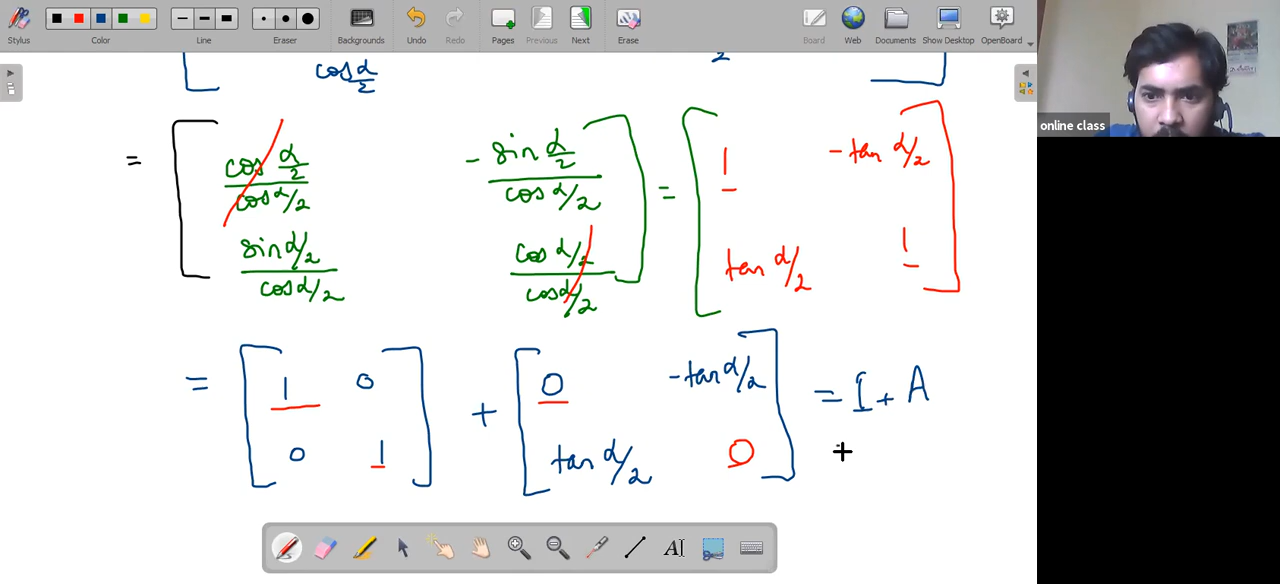 Stylus Color Line Eraser Backgrounds Undo Redo Pages Previous Next Erase Board Web Documents Show Desktop OpenBoard
online class
cos α/2 2
= [ cos α/2 / cos α/2 - sin α/2 / cos α/2 ] = [ 1 - tan α/2 ]
[ sin α/2 / cos α/2 cos α/2 / cos α/2 ] [ tan α/2 1 ]
= [ 1 0 ] + [ 0 - tan α/2 ] = I + A
[ 0 1 ] [ tan α/2 0 ]